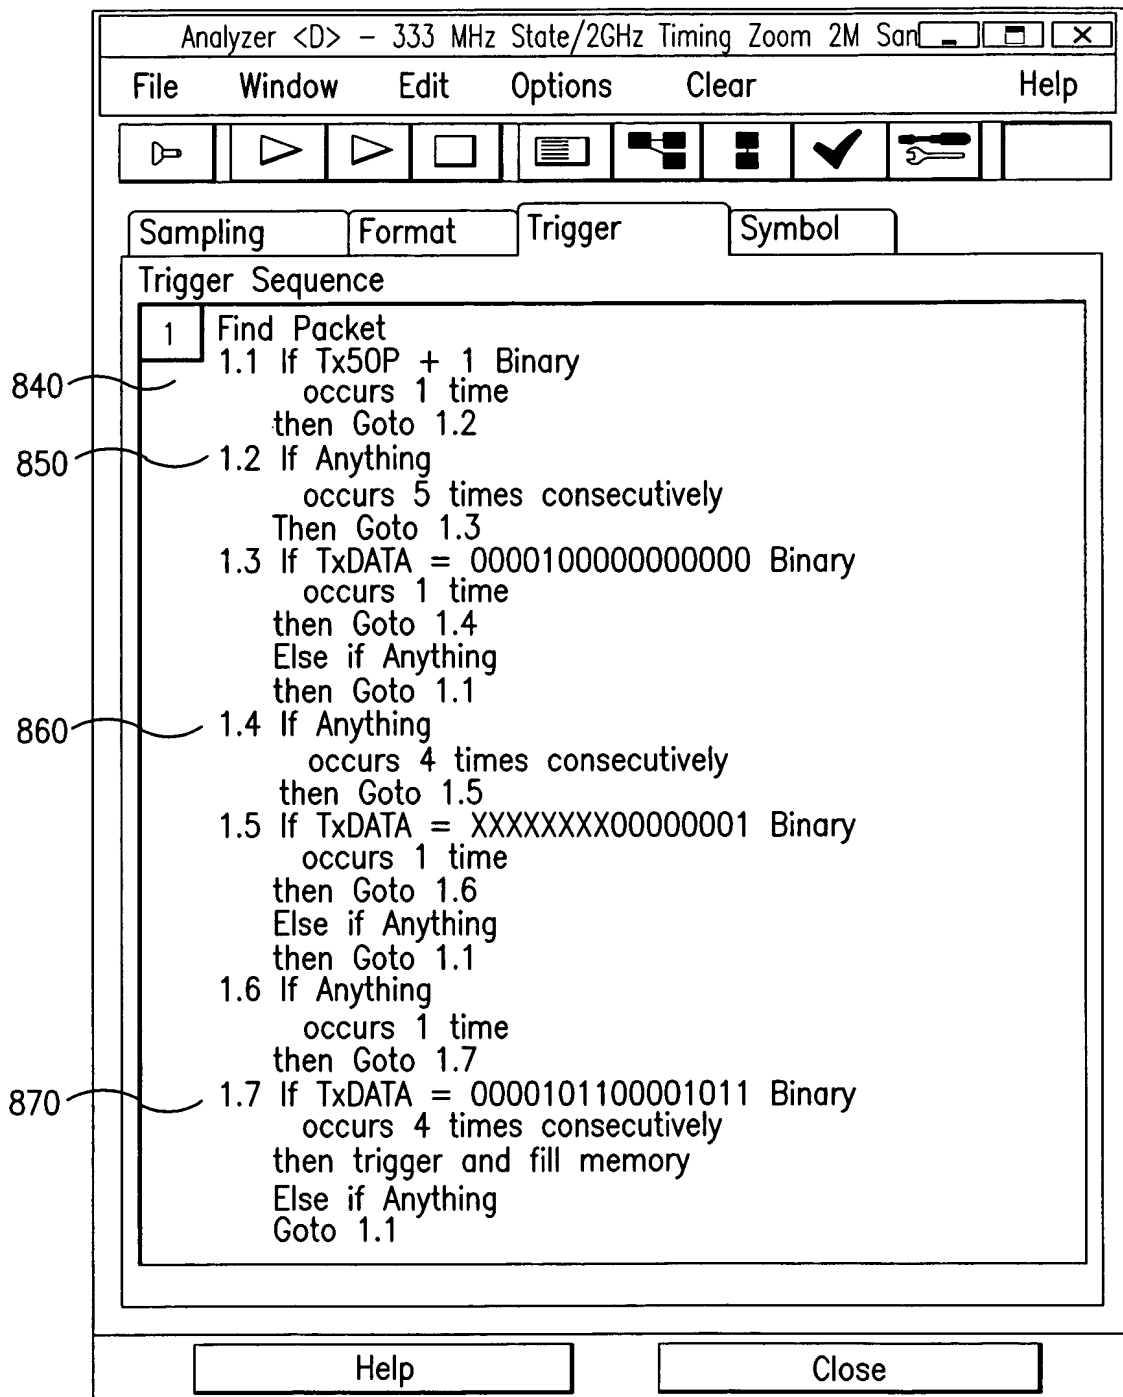 Analyzer <D> – 333 MHz State/2GHz Timing Zoom 2M San
File Window Edit Options Clear Help
Sampling Format Trigger Symbol
Trigger Sequence
1 Find Packet
840 1.1 If Tx50P + 1 Binary
occurs 1 time
then Goto 1.2
850 1.2 If Anything
occurs 5 times consecutively
Then Goto 1.3
1.3 If TxDATA = 0000100000000000 Binary
occurs 1 time
then Goto 1.4
Else if Anything
then Goto 1.1
860 1.4 If Anything
occurs 4 times consecutively
then Goto 1.5
1.5 If TxDATA = XXXXXXXX00000001 Binary
occurs 1 time
then Goto 1.6
Else if Anything
then Goto 1.1
1.6 If Anything
occurs 1 time
then Goto 1.7
870 1.7 If TxDATA = 0000101100001011 Binary
occurs 4 times consecutively
then trigger and fill memory
Else if Anything
Goto 1.1
Help Close